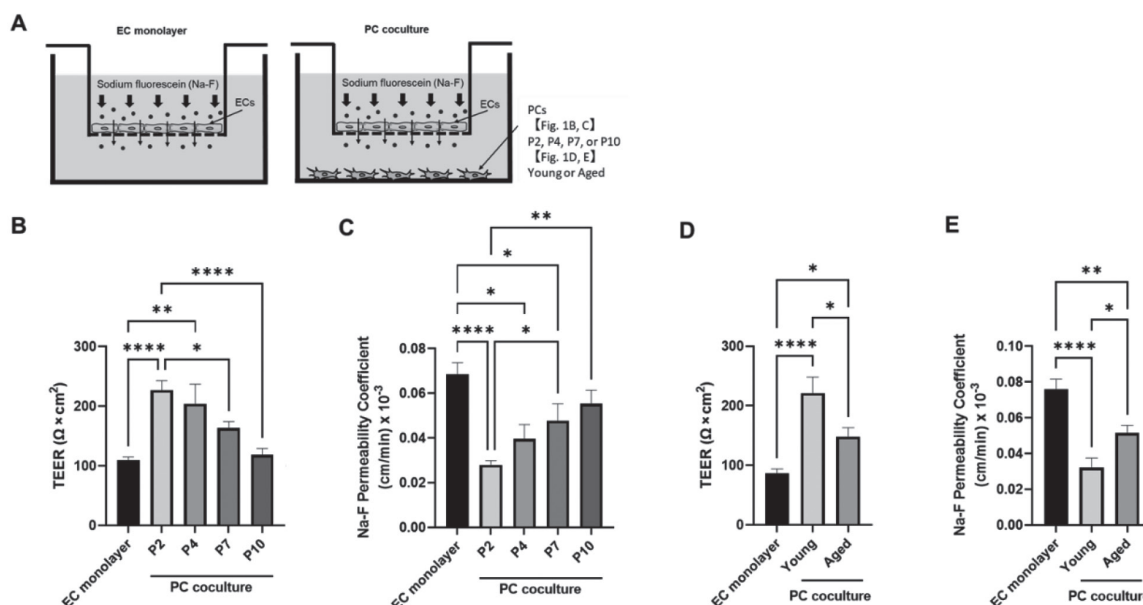 A
EC monolayer
PC coculture
Sodium fluorescein (Na-F)
ECs
Sodium fluorescein (Na-F)
ECs
PCs
【Fig. 1B, C】
P2, P4, P7, or P10
【Fig. 1D, E】
Young or Aged
B
****
**
****
*
TEER (Ω × cm²)
300
200
100
0
EC monolayer
P2
P4
P7
P10
PC coculture
C
**
*
*
****
*
Na-F Permeability Coefficient
(cm/min) x 10⁻³
0.08
0.06
0.04
0.02
0.00
EC monolayer
P2
P4
P7
P10
PC coculture
D
*
*
****
TEER (Ω × cm²)
300
200
100
0
EC monolayer
Young
Aged
PC coculture
E
**
*
****
Na-F Permeability Coefficient
(cm/min) x 10⁻³
0.10
0.08
0.06
0.04
0.02
0.00
EC monolayer
Young
Aged
PC coculture